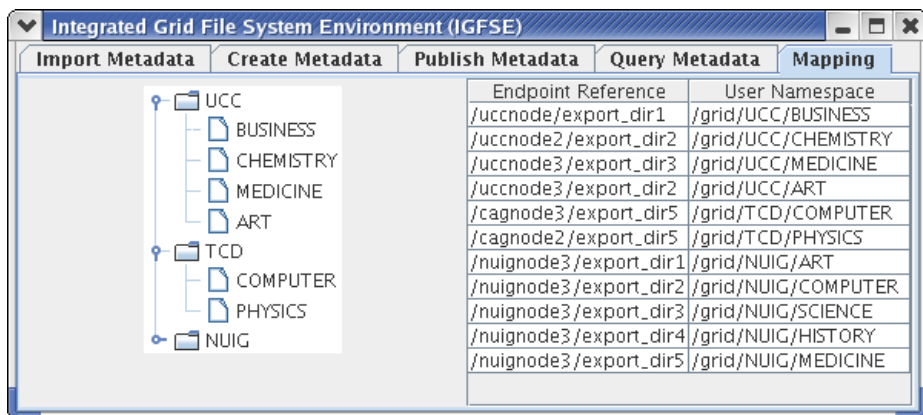 Integrated Grid File System Environment (IGFSE)
Import Metadata Create Metadata Publish Metadata Query Metadata Mapping
UCC
BUSINESS
CHEMISTRY
MEDICINE
ART
TCD
COMPUTER
PHYSICS
NUIG
Endpoint Reference User Namespace
/uccnode/export_dir1 /grid/UCC/BUSINESS
/uccnode2/export_dir2 /grid/UCC/CHEMISTRY
/uccnode3/export_dir3 /grid/UCC/MEDICINE
/uccnode3/export_dir2 /grid/UCC/ART
/cagnode3/export_dir5 /grid/TCD/COMPUTER
/cagnode2/export_dir5 /grid/TCD/PHYSICS
/nuignode3/export_dir1 /grid/NUIG/ART
/nuignode3/export_dir2 /grid/NUIG/COMPUTER
/nuignode3/export_dir3 /grid/NUIG/SCIENCE
/nuignode3/export_dir4 /grid/NUIG/HISTORY
/nuignode3/export_dir5 /grid/NUIG/MEDICINE